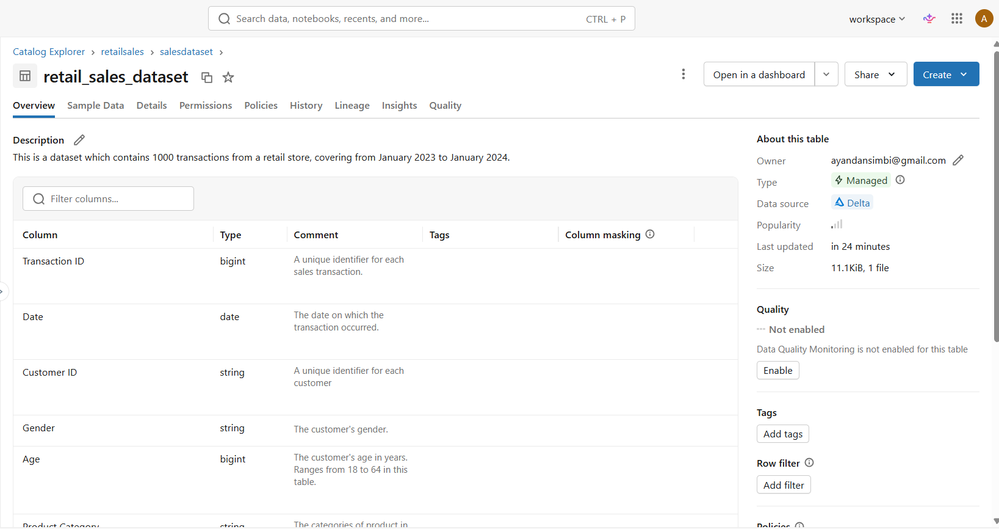 Search data, notebooks, recents, and more... CTRL + P
workspace
A
Catalog Explorer > retailsales > salesdataset >
retail_sales_dataset
Open in a dashboard
Share
Create
Overview Sample Data Details Permissions Policies History Lineage Insights Quality
Description
This is a dataset which contains 1000 transactions from a retail store, covering from January 2023 to January 2024.
Filter columns...
Column Type Comment Tags Column masking
Transaction ID bigint A unique identifier for each
sales transaction.
Date date The date on which the
transaction occurred.
Customer ID string A unique identifier for each
customer
Gender string The customer's gender.
Age bigint The customer's age in years.
Ranges from 18 to 64 in this
table.
Product Category string The categories of product in
About this table
Owner ayandansimbi@gmail.com
Type Managed
Data source Delta
Popularity
Last updated in 24 minutes
Size 11.1KiB, 1 file
Quality
Not enabled
Data Quality Monitoring is not enabled for this table
Enable
Tags
Add tags
Row filter
Add filter
Policies